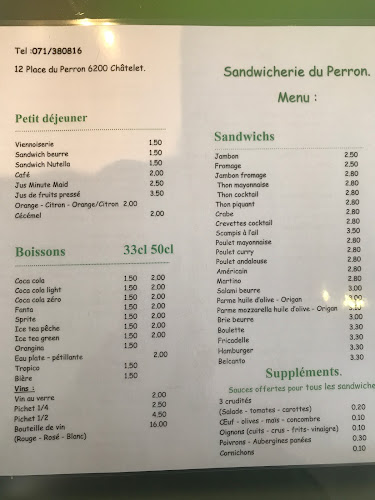 Tel :071/380816
12 Place du Perron 6200 Châtelet.
Petit déjeuner
Viennoiserie 1.50
Sandwich beurre 1.50
Sandwich Nutella 1.50
Café 2.00
Jus Minute Maid 2.50
Jus de fruits pressé 3.50
Orange - Citron - Orange/Citron 2.00
Cécémel 2.00
Boissons 33cl 50cl
Coca cola 1.50 2.00
Coca cola light 1.50 2.00
Coca cola zéro 1.50 2.00
Fanta 1.50 2.00
Sprite 1.50 2.00
Ice tea pêche 1.50 2.00
Ice tea green 1.50 2.00
Orangina 1.50
Eau plate – pétillante 2.00
Tropico 1.50
Bière 1.50
Vins :
Vin au verre 2.00
Pichet 1/4 2.50
Pichet 1/2 4.50
Bouteille de vin 16.00
(Rouge - Rosé - Blanc)
Sandwicherie du Perron.
Menu :
Sandwichs
Jambon 2.50
Fromage 2.50
Jambon fromage 2.80
Thon mayonnaise 2.80
Thon cocktail 2.80
Thon piquant 2.80
Crabe 2.80
Crevettes cocktail 2.80
Scampis à l'ail 3.50
Poulet mayonnaise 2.80
Poulet curry 2.80
Poulet andalouse 2.80
Américain 2.80
Martino 2.80
Salami beurre 3,00
Parme huile d'olive - Origan
Parme mozzarella huile d'olive - Origan
Brie beurre 3,00
Boulette 3,30
Fricadelle 3,30
Hamburger 3,30
Belcanto 3.30
Suppléments.
Sauces offertes pour tous les sandwiche
3 crudités
(Salade - tomates - carottes) 0,20
Œuf - olives - maïs - concombre 0,10
Oignons (cuits - crus - frits- vinaigre) 0,10
Poivrons - Aubergines panées 0.30
Cornichons 0,10